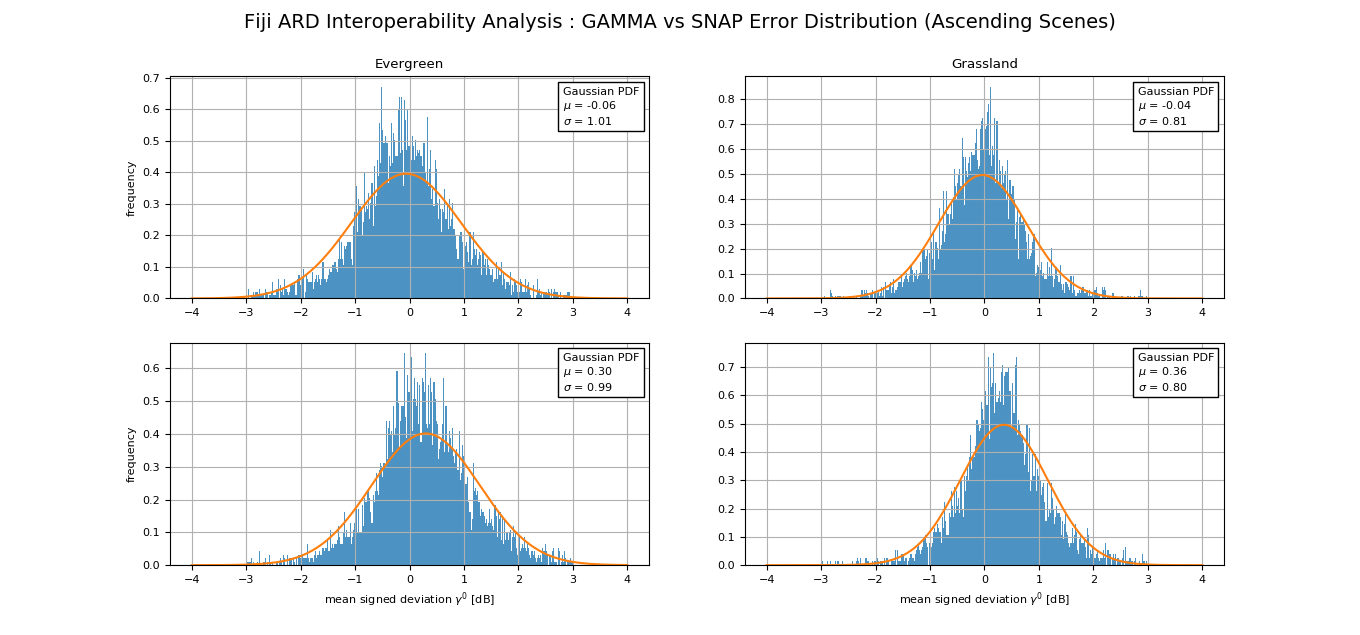 Fiji ARD Interoperability Analysis : GAMMA vs SNAP Error Distribution (Ascending Scenes)
Evergreen
0.7
0.6
0.5
0.4
0.3
0.2
0.1
0.0
frequency
Gaussian PDF
μ = -0.06
σ = 1.01
−4 −3 −2 −1 0 1 2 3 4
Grassland
0.8
0.7
0.6
0.5
0.4
0.3
0.2
0.1
0.0
Gaussian PDF
μ = -0.04
σ = 0.81
−4 −3 −2 −1 0 1 2 3 4
0.6
0.5
0.4
0.3
0.2
0.1
0.0
frequency
Gaussian PDF
μ = 0.30
σ = 0.99
−4 −3 −2 −1 0 1 2 3 4
mean signed deviation γ⁰ [dB]
0.7
0.6
0.5
0.4
0.3
0.2
0.1
0.0
Gaussian PDF
μ = 0.36
σ = 0.80
−4 −3 −2 −1 0 1 2 3 4
mean signed deviation γ⁰ [dB]